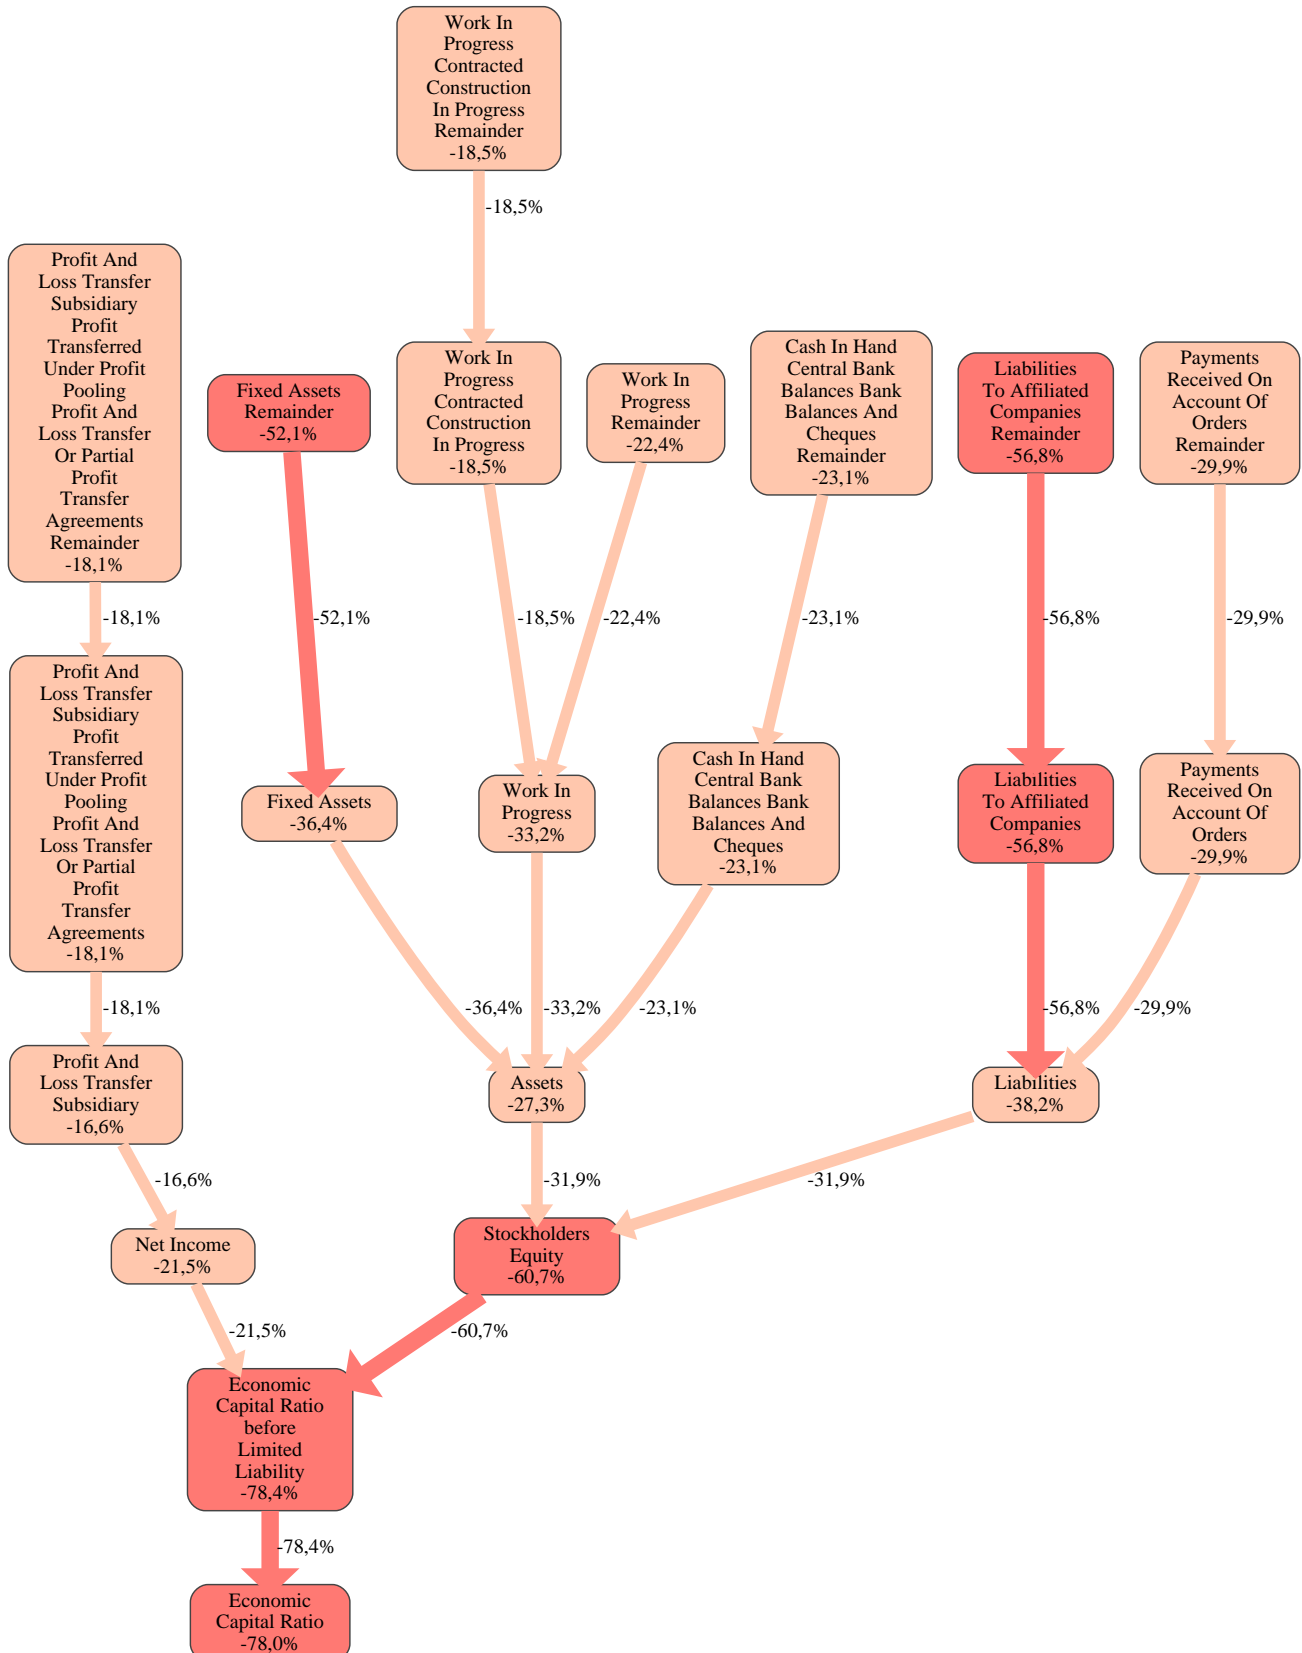 Work In
Progress
Contracted
Construction
In Progress
Remainder
-18,5%
-18,5%
Profit And
Loss Transfer
Subsidiary
Profit
Transferred
Under Profit
Pooling
Profit And
Loss Transfer
Or Partial
Profit
Transfer
Agreements
Remainder
-18,1%
Fixed Assets
Remainder
-52,1%
Work In
Progress
Contracted
Construction
In Progress
-18,5%
Work In
Progress
Remainder
-22,4%
Cash In Hand
Central Bank
Balances Bank
Balances And
Cheques
Remainder
-23,1%
Liabilities
To Affiliated
Companies
Remainder
-56,8%
Payments
Received On
Account Of
Orders
Remainder
-29,9%
-18,1%
-52,1%
-18,5%
-22,4%
-23,1%
-56,8%
-29,9%
Profit And
Loss Transfer
Subsidiary
Profit
Transferred
Under Profit
Pooling
Profit And
Loss Transfer
Or Partial
Profit
Transfer
Agreements
-18,1%
Fixed Assets
-36,4%
Work In
Progress
-33,2%
Cash In Hand
Central Bank
Balances Bank
Balances And
Cheques
-23,1%
Liabilities
To Affiliated
Companies
-56,8%
Payments
Received On
Account Of
Orders
-29,9%
-18,1%
-36,4%
-33,2%
-23,1%
-56,8%
-29,9%
Profit And
Loss Transfer
Subsidiary
-16,6%
Assets
-27,3%
Liabilities
-38,2%
-16,6%
-31,9%
-31,9%
Net Income
-21,5%
Stockholders
Equity
-60,7%
-21,5%
-60,7%
Economic
Capital Ratio
before
Limited
Liability
-78,4%
-78,4%
Economic
Capital Ratio
-78,0%